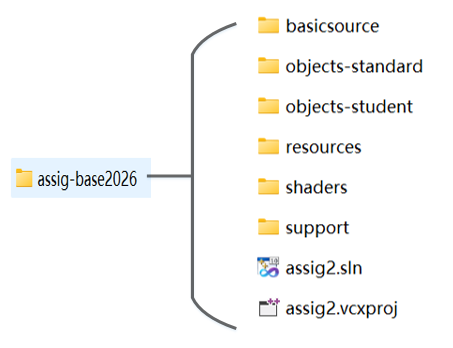 basicsource
objects-standard
objects-student
resources
assig-base2026
shaders
support
assig2.sln
assig2.vcxproj